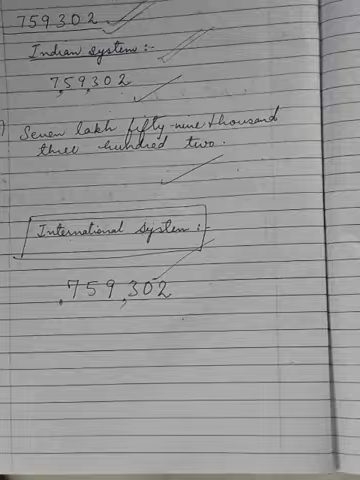 759302
Indian System :-
7,59,302
Seven lakh fifty-nine thousand
three hundred two.
International System :-
,759,302